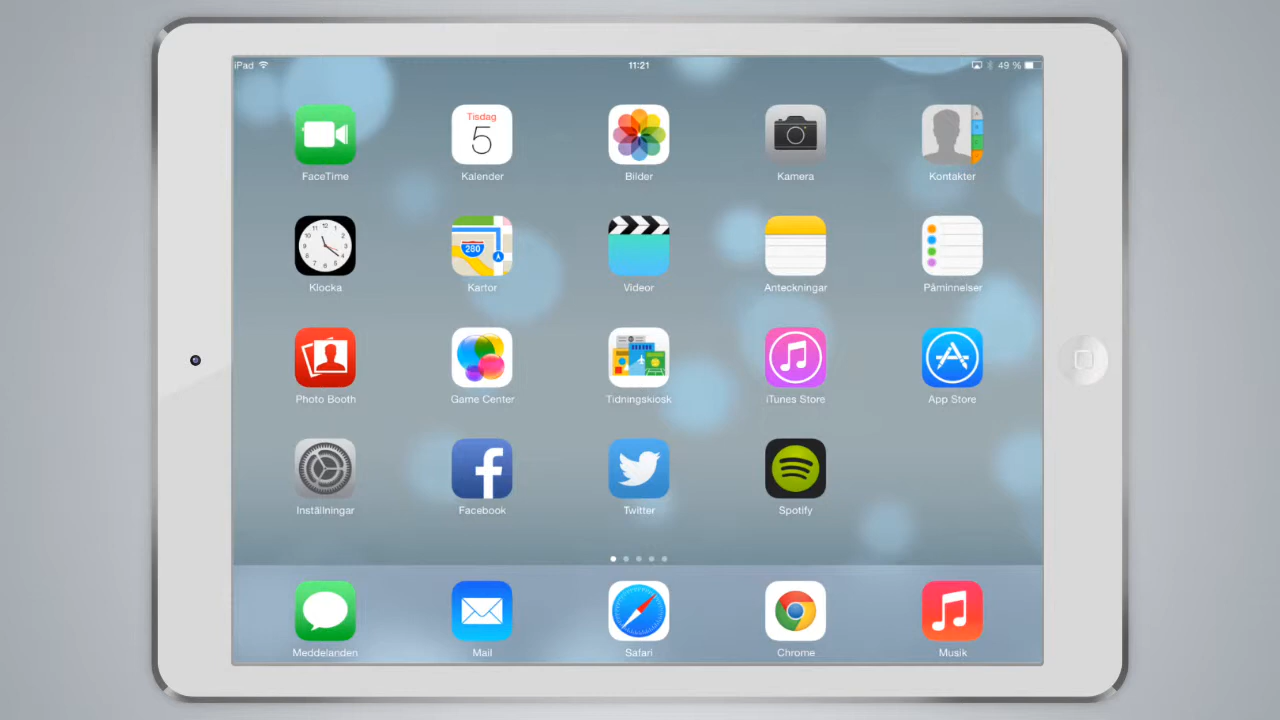 iPad 11:21 49 %
Tisdag
5
FaceTime Kalender Bilder Kamera Kontakter
280
Klocka Kartor Videor Anteckningar Påminnelser
Photo Booth Game Center Tidningskiosk iTunes Store App Store
Inställningar Facebook Twitter Spotify
Meddelanden Mail Safari Chrome Musik